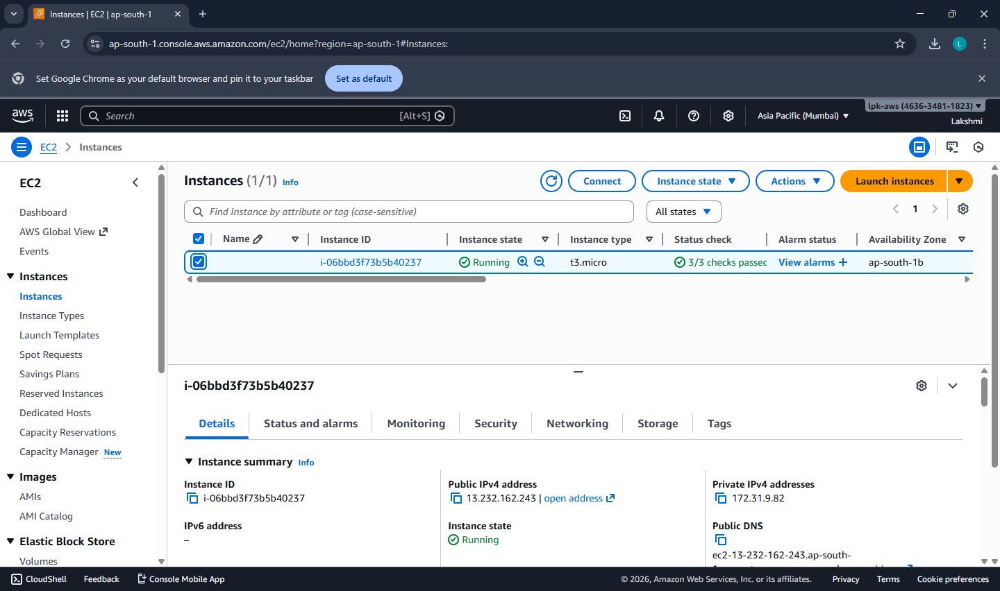 Instances | EC2 | ap-south-1
ap-south-1.console.aws.amazon.com/ec2/home?region=ap-south-1#Instances:
L
Set Google Chrome as your default browser and pin it to your taskbar
Set as default
aws
Search
[Alt+S]
Asia Pacific (Mumbai)
lpk-aws (4636-3481-1823)
Lakshmi
EC2
Instances
EC2
Dashboard
AWS Global View
Events
Instances
Instances
Instance Types
Launch Templates
Spot Requests
Savings Plans
Reserved Instances
Dedicated Hosts
Capacity Reservations
Capacity Manager New
Images
AMIs
AMI Catalog
Elastic Block Store
Volumes
Instances (1/1) Info
Connect
Instance state
Actions
Launch instances
Find Instance by attribute or tag (case-sensitive)
All states
1
Name Instance ID Instance state Instance type Status check Alarm status Availability Zone
i-06bbd3f73b5b40237 Running t3.micro 3/3 checks passed View alarms + ap-south-1b
i-06bbd3f73b5b40237
Details Status and alarms Monitoring Security Networking Storage Tags
Instance summary Info
Instance ID
i-06bbd3f73b5b40237
IPv6 address
–
Public IPv4 address
13.232.162.243 | open address
Instance state
Running
Private IPv4 addresses
172.31.9.82
Public DNS
ec2-13-232-162-243.ap-south-
CloudShell Feedback Console Mobile App
© 2026, Amazon Web Services, Inc. or its affiliates. Privacy Terms Cookie preferences